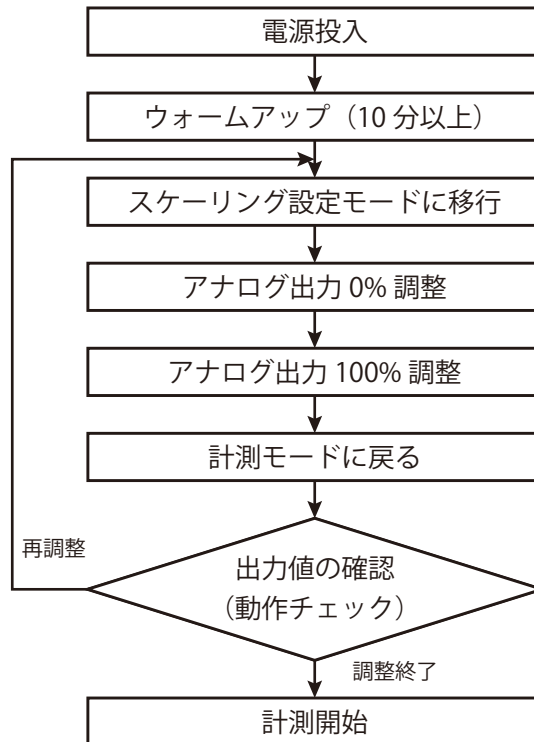 電源投入
ウォームアップ（10 分以上）
スケーリング設定モードに移行
アナログ出力 0% 調整
アナログ出力 100% 調整
計測モードに戻る
再調整
出力値の確認
（動作チェック）
調整終了
計測開始